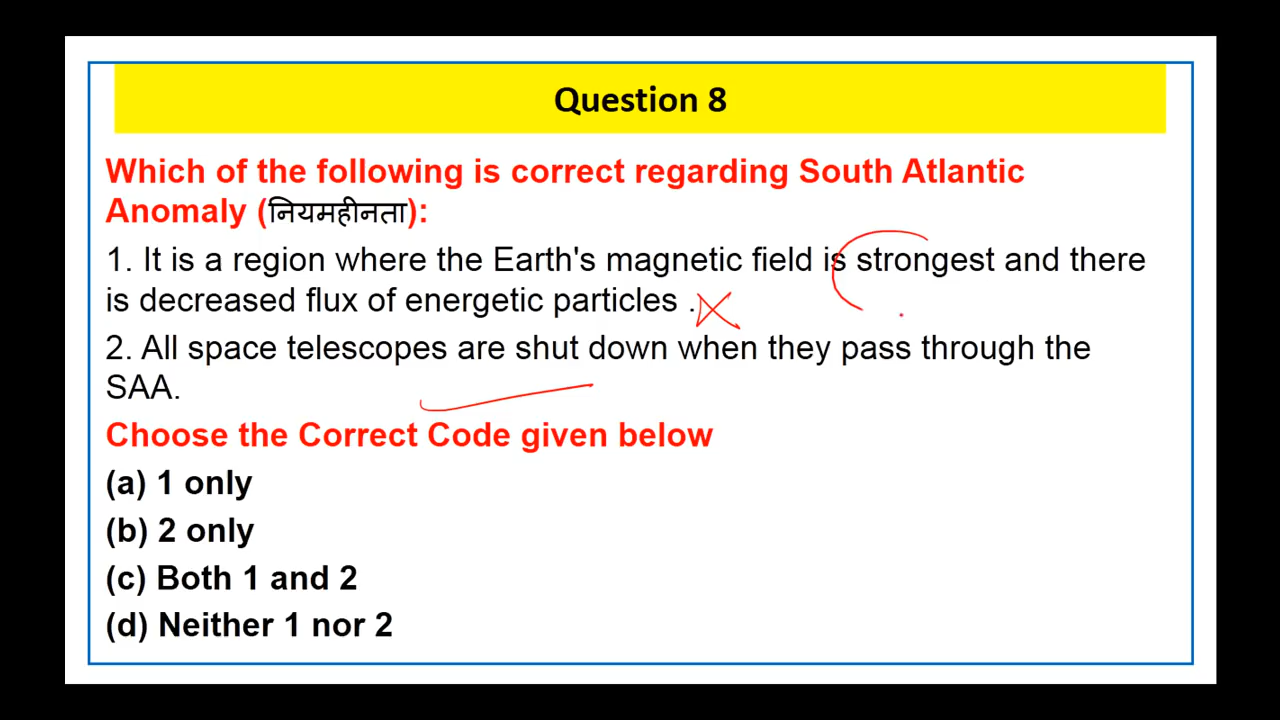 Question 8
Which of the following is correct regarding South Atlantic
Anomaly (नियमहीनता):
1. It is a region where the Earth's magnetic field is strongest and there
is decreased flux of energetic particles .
2. All space telescopes are shut down when they pass through the
SAA.
Choose the Correct Code given below
(a) 1 only
(b) 2 only
(c) Both 1 and 2
(d) Neither 1 nor 2